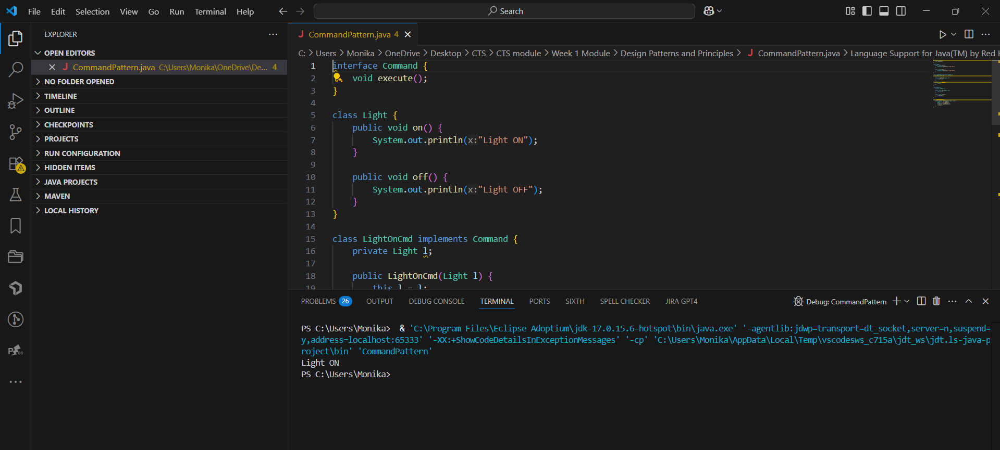 File Edit Selection View Go Run Terminal Help
Search
EXPLORER
OPEN EDITORS
CommandPattern.java C:\Users\Monika\OneDrive\De... 4
NO FOLDER OPENED
TIMELINE
OUTLINE
CHECKPOINTS
PROJECTS
RUN CONFIGURATION
HIDDEN ITEMS
JAVA PROJECTS
MAVEN
LOCAL HISTORY
J CommandPattern.java 4
C: > Users > Monika > OneDrive > Desktop > CTS > CTS module > Week 1 Module > Design Patterns and Principles > J CommandPattern.java > Language Support for Java(TM) by Red H
1 interface Command {
2 void execute();
3 }
4
5 class Light {
6 public void on() {
7 System.out.println(x:"Light ON");
8 }
9
10 public void off() {
11 System.out.println(x:"Light OFF");
12 }
13 }
14
15 class LightOnCmd implements Command {
16 private Light l;
17
18 public LightOnCmd(Light l) {
19 this.l = l;
PROBLEMS 26 OUTPUT DEBUG CONSOLE TERMINAL PORTS SIXTH SPELL CHECKER JIRA GPT4
Debug: CommandPattern
PS C:\Users\Monika> & 'C:\Program Files\Eclipse Adoptium\jdk-17.0.15.6-hotspot\bin\java.exe' '-agentlib:jdwp=transport=dt_socket,server=n,suspend=
y,address=localhost:65333' '-XX:+ShowCodeDetailsInExceptionMessages' '-cp' 'C:\Users\Monika\AppData\Local\Temp\vscodesws_c715a\jdt_ws\jdt.ls-java-p
roject\bin' 'CommandPattern'
Light ON
PS C:\Users\Monika>